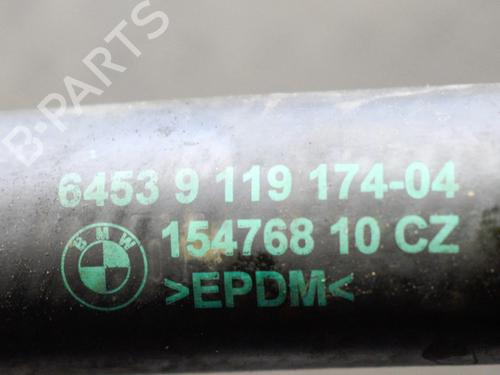 B-PARTS
6453 9 119 174-04
BMW
154768 10 CZ
>EPDM<